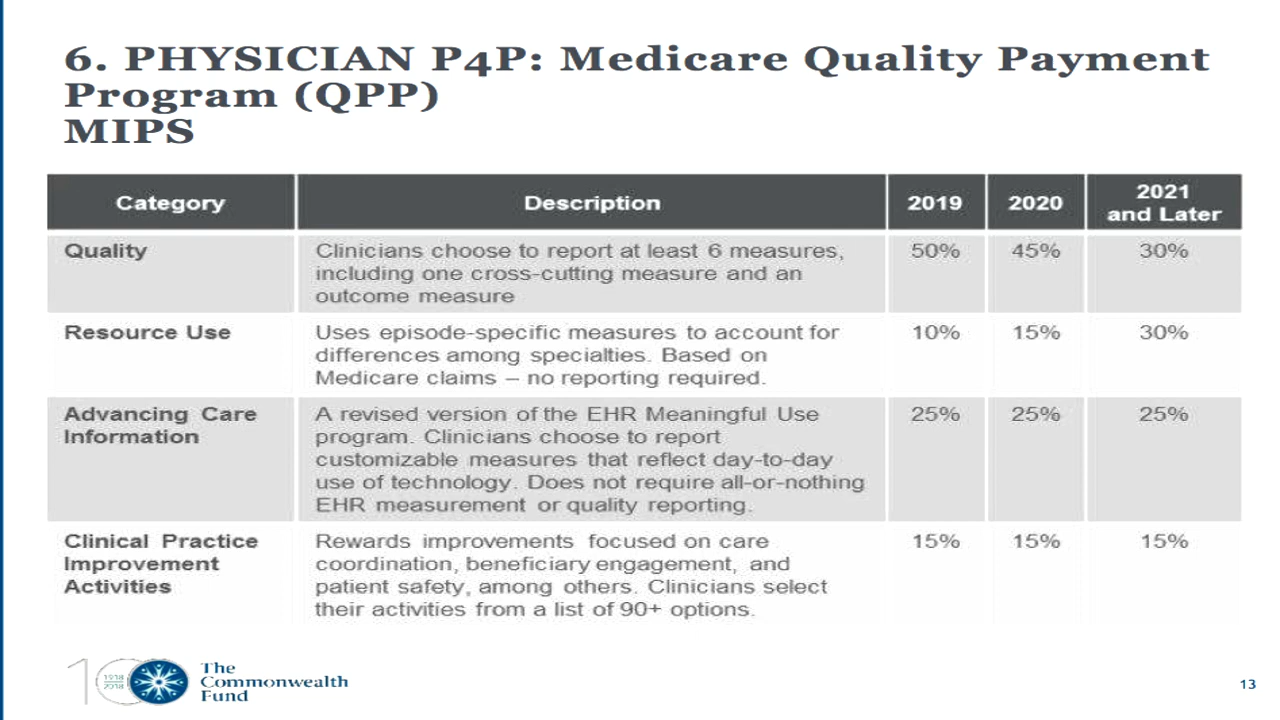 6. PHYSICIAN P4P: Medicare Quality Payment
Program (QPP)
MIPS
Category
Description
2019
2020
2021
and Later
Quality
Clinicians choose to report at least 6 measures,
including one cross-cutting measure and an
outcome measure
50%
45%
30%
Resource Use
Uses episode-specific measures to account for
differences among specialties. Based on
Medicare claims – no reporting required.
10%
15%
30%
Advancing Care
Information
A revised version of the EHR Meaningful Use
program. Clinicians choose to report
customizable measures that reflect day-to-day
use of technology. Does not require all-or-nothing
EHR measurement or quality reporting.
25%
25%
25%
Clinical Practice
Improvement
Activities
Rewards improvements focused on care
coordination, beneficiary engagement, and
patient safety, among others. Clinicians select
their activities from a list of 90+ options.
15%
15%
15%
100
1918
2018
The
Commonwealth
Fund
13